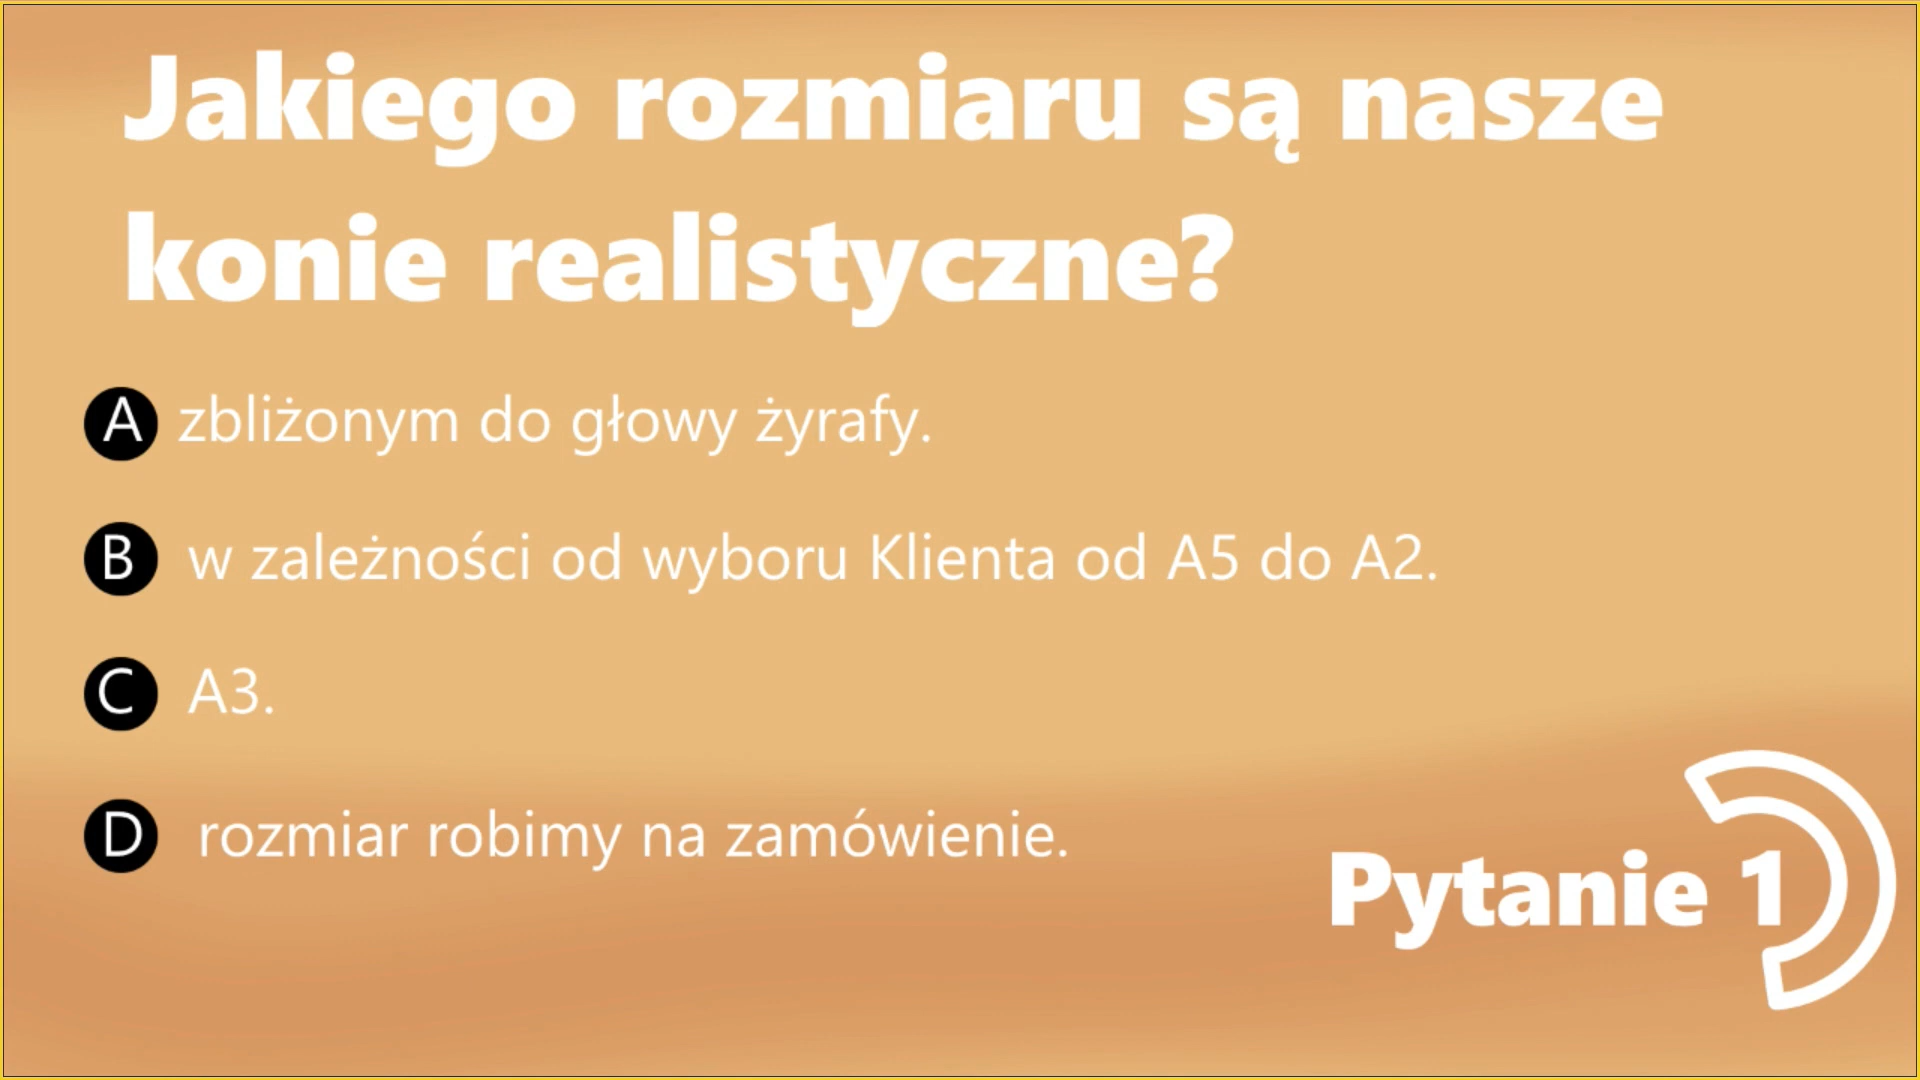 Jakiego rozmiaru są nasze
konie realistyczne?
A zbliżonym do głowy żyrafy.
B w zależności od wyboru Klienta od A5 do A2.
C A3.
D rozmiar robimy na zamówienie.
Pytanie 1